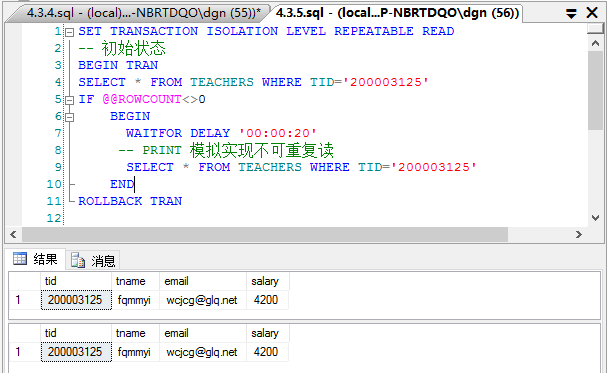 4.3.4.sql - (local)...-NBRTDQO\dgn (55))*
4.3.5.sql - (local...P-NBRTDQO\dgn (56))
1 SET TRANSACTION ISOLATION LEVEL REPEATABLE READ
2 -- 初始状态
3 BEGIN TRAN
4 SELECT * FROM TEACHERS WHERE TID='200003125'
5 IF @@ROWCOUNT<>0
6 BEGIN
7 WAITFOR DELAY '00:00:20'
8 -- PRINT 模拟实现不可重复读
9 SELECT * FROM TEACHERS WHERE TID='200003125'
10 END
11 ROLLBACK TRAN
12
结果 消息
tid tname email salary
1 200003125 fqmmyi wcjcg@glq.net 4200
tid tname email salary
1 200003125 fqmmyi wcjcg@glq.net 4200